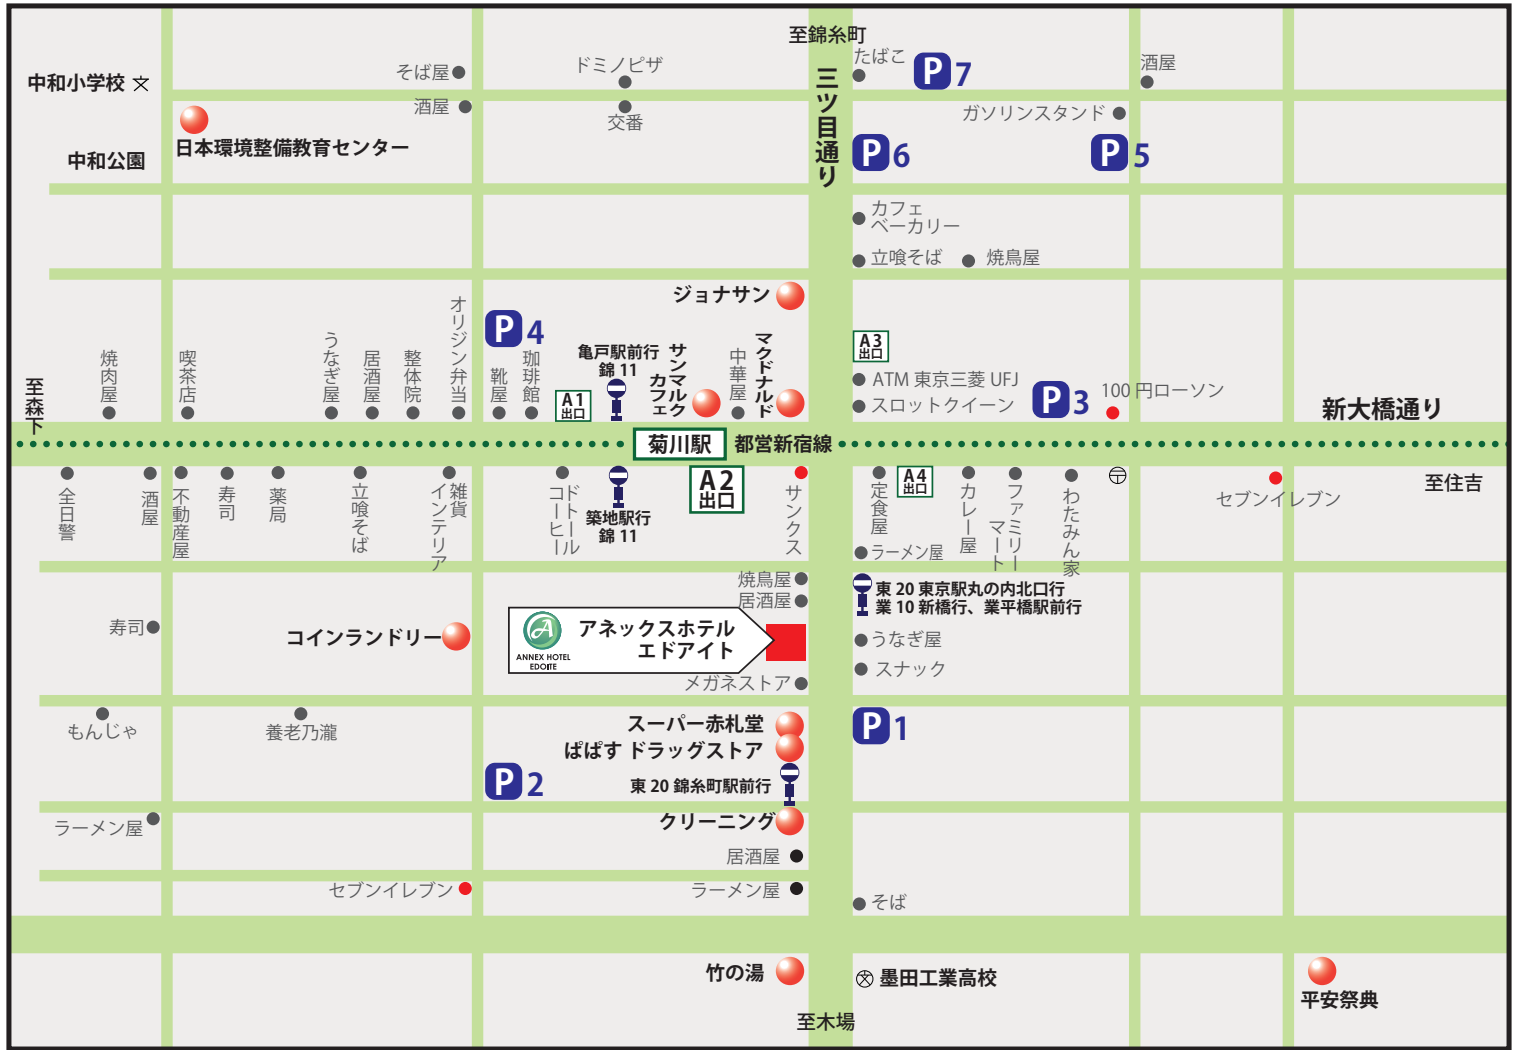 至錦糸町
三ツ目通り
たばこ
P7
酒屋
中和小学校
そば屋
ドミノピザ
酒屋
交番
ガソリンスタンド
日本環境整備教育センター
中和公園
P6
P5
カフェ
ベーカリー
立喰そば
焼鳥屋
ジョナサン
オリジン弁当
P4
うなぎ屋
居酒屋
整体院
焼肉屋
喫茶店
靴屋
珈琲館
亀戸駅前行
錦11
サンマルク
カフェ
中華屋
マクドナルド
A1
出口
A3
出口
ATM 東京三菱 UFJ
スロットクイーン
P3
100円ローソン
至森下
新大橋通り
菊川駅
都営新宿線
至住吉
全日警
酒屋
不動産屋
寿司
薬局
立喰そば
雑貨
インテリア
ドトール
コーヒー
築地駅行
錦11
A2
出口
サンクス
定食屋
A4
出口
カレー屋
ファミリー
マート
わたみん家
セブンイレブン
ラーメン屋
焼鳥屋
居酒屋
東20 東京駅丸の内北口行
業10 新橋行、業平橋駅前行
寿司
コインランドリー
A
ANNEX HOTEL
EDOITE
アネックスホテル
エドアイト
うなぎ屋
スナック
メガネストア
もんじゃ
養老乃瀧
スーパー赤札堂
ぱぱす ドラッグストア
P1
P2
東20 錦糸町駅前行
ラーメン屋
クリーニング
居酒屋
セブンイレブン
ラーメン屋
そば
竹の湯
墨田工業高校
平安祭典
至木場